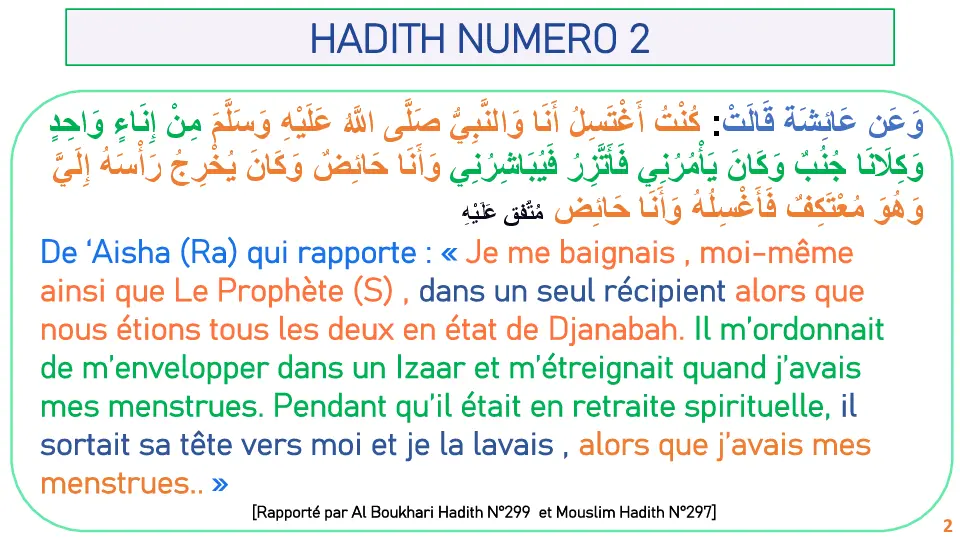 HADITH NUMERO 2
وَعَن عَائشَة قَالَتْ: كُنْتُ أَغْتَسِلُ أَنَا وَالنَّبِيُّ صَلَّى اللَّهُ عَلَيْهِ وَسَلَّمَ مِنْ إِنَاءٍ وَاحِدٍ
وَكِلَانَا جُنُبٌ وَكَانَ يَأْمُرُنِي فَأَتَّزِرُ فَيُبَاشِرُنِي وَأَنَا حَائِضٌ وَكَانَ يُخْرِجُ رَأْسَهُ إِلَيَّ
وَهُوَ مُعْتَكِفٌ فَأَغْسِلُهُ وَأَنَا حَائِض مُتَّفق عَلَيْهِ
De ‘Aisha (Ra) qui rapporte : « Je me baignais , moi-même
ainsi que Le Prophète (S) , dans un seul récipient alors que
nous étions tous les deux en état de Djanabah. Il m’ordonnait
de m’envelopper dans un Izaar et m’étreignait quand j’avais
mes menstrues. Pendant qu’il était en retraite spirituelle, il
sortait sa tête vers moi et je la lavais , alors que j’avais mes
menstrues.. »
[Rapporté par Al Boukhari Hadith N°299 et Mouslim Hadith N°297]
2